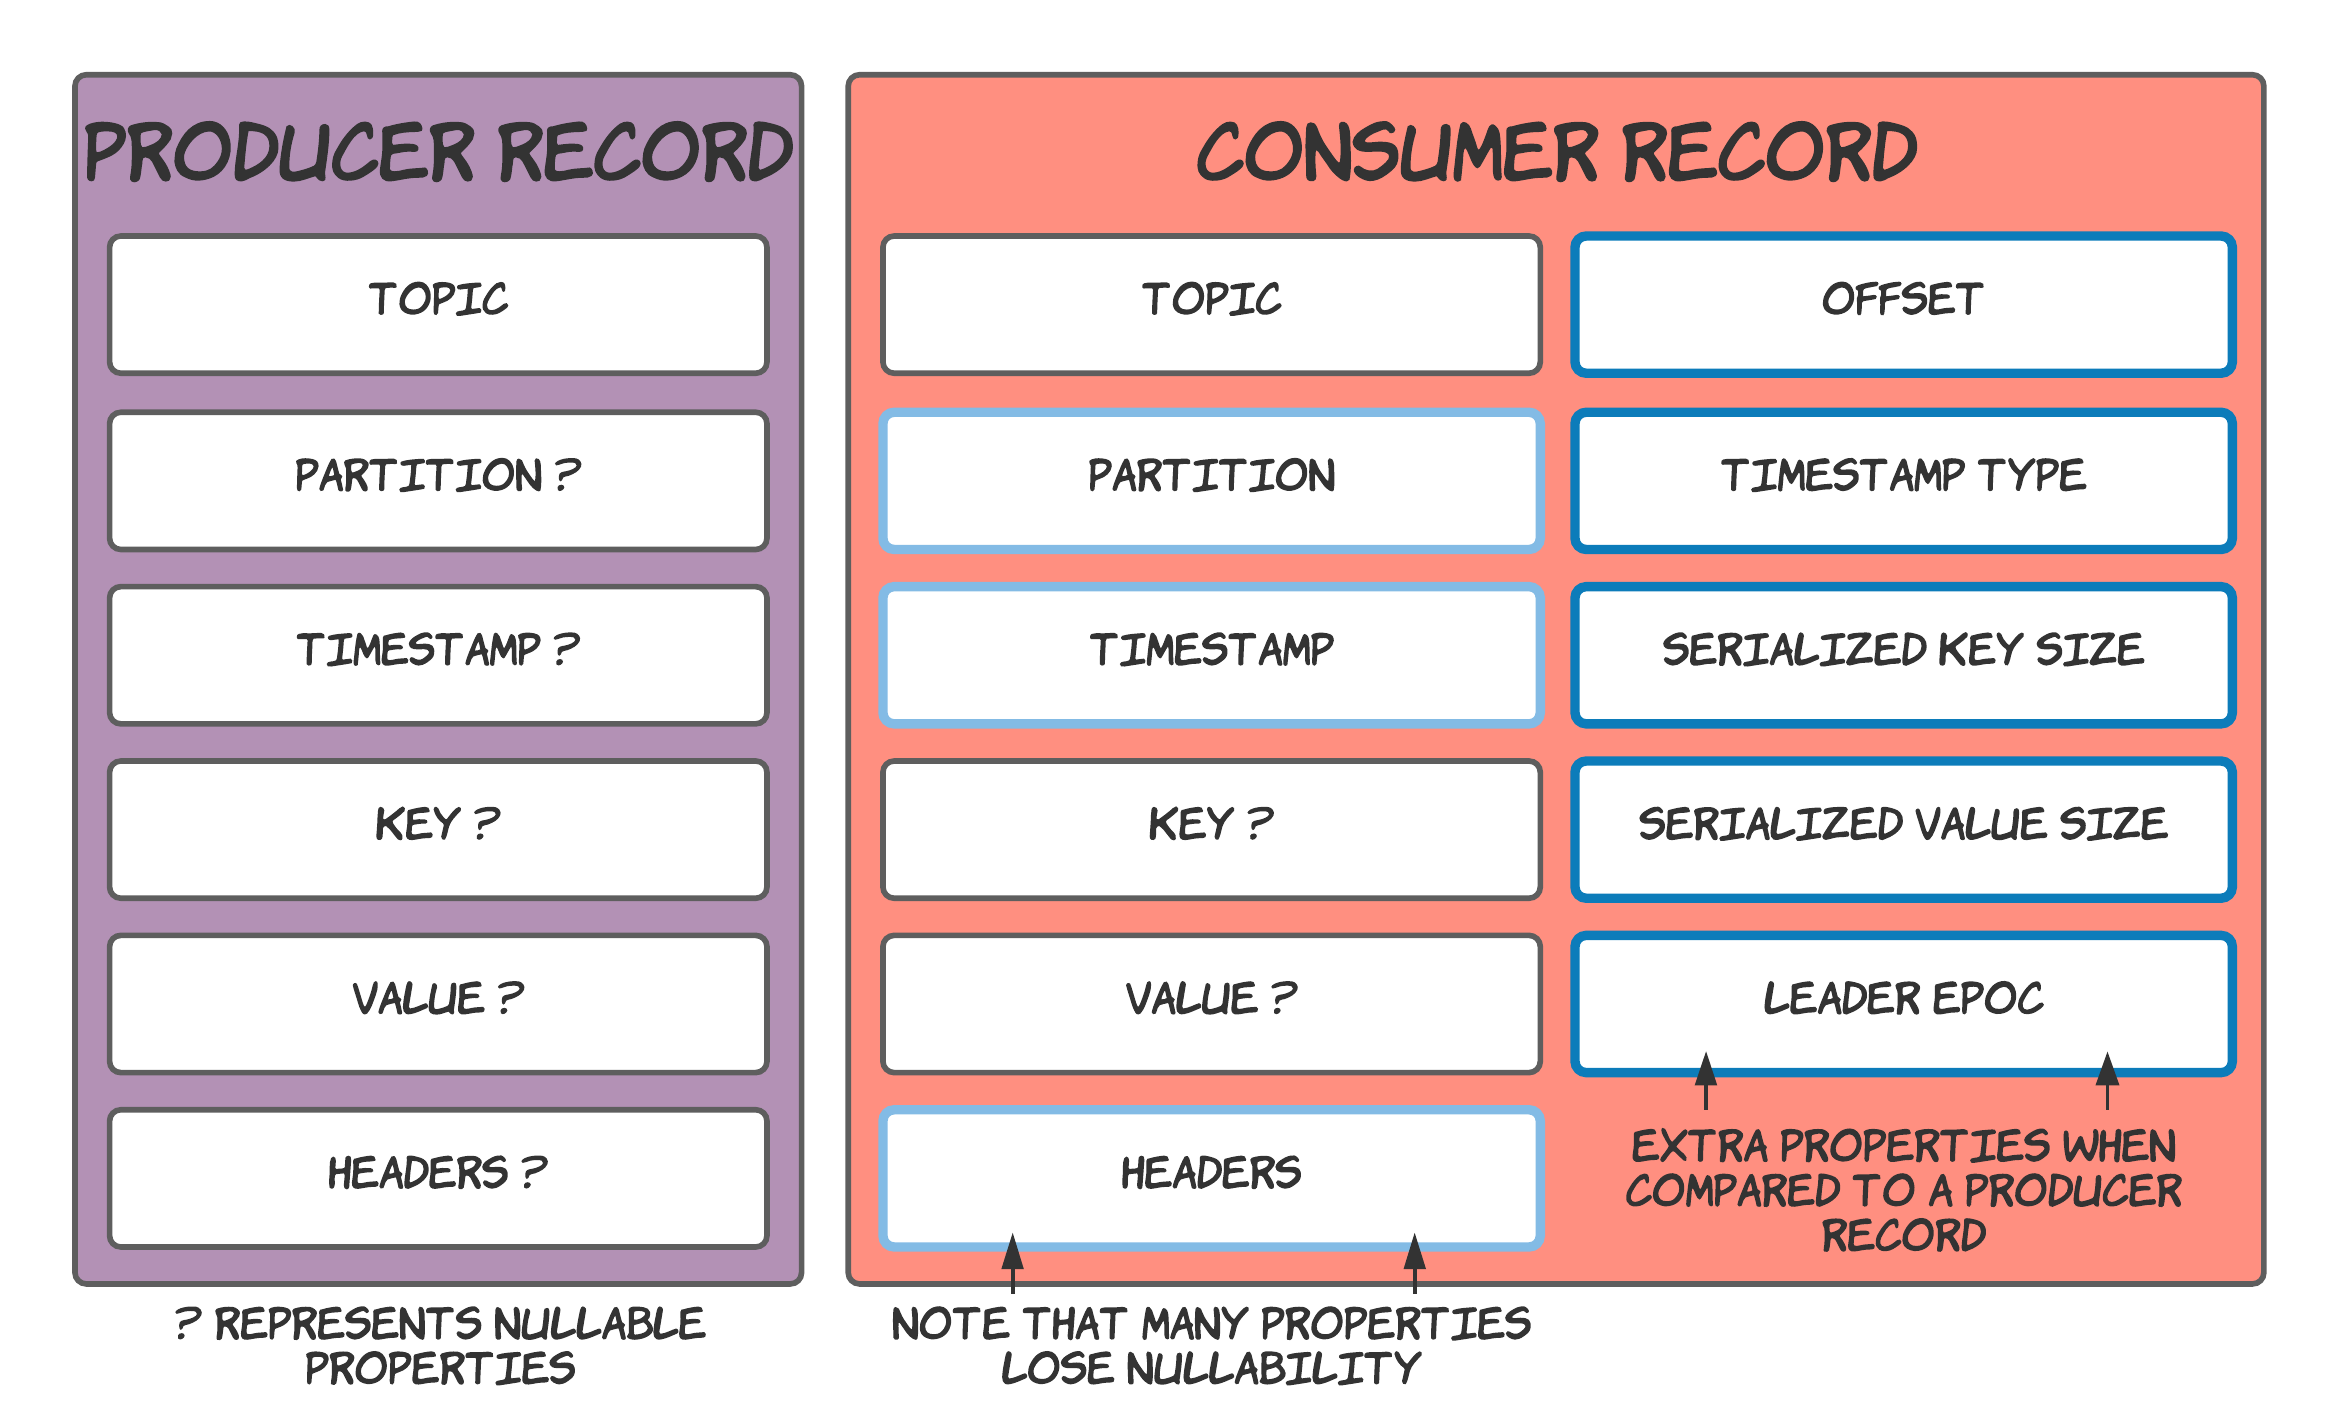 PRODUCER RECORD
TOPIC
PARTITION ?
TIMESTAMP ?
KEY ?
VALUE ?
HEADERS ?
? REPRESENTS NULLABLE
PROPERTIES
CONSUMER RECORD
TOPIC
PARTITION
TIMESTAMP
KEY ?
VALUE ?
HEADERS
NOTE THAT MANY PROPERTIES
LOSE NULLABILITY
OFFSET
TIMESTAMP TYPE
SERIALIZED KEY SIZE
SERIALIZED VALUE SIZE
LEADER EPOC
EXTRA PROPERTIES WHEN
COMPARED TO A PRODUCER
RECORD